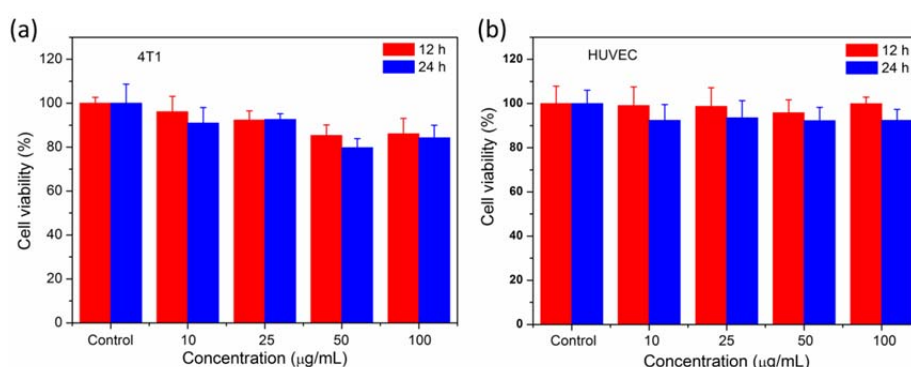 (a)
4T1
12 h
24 h
Cell viability (%)
120
100
80
60
40
20
0
Control 10 25 50 100
Concentration (μg/mL)
(b)
HUVEC
12 h
24 h
Cell viability (%)
120
100
80
60
40
20
0
Control 10 25 50 100
Concentration (μg/mL)